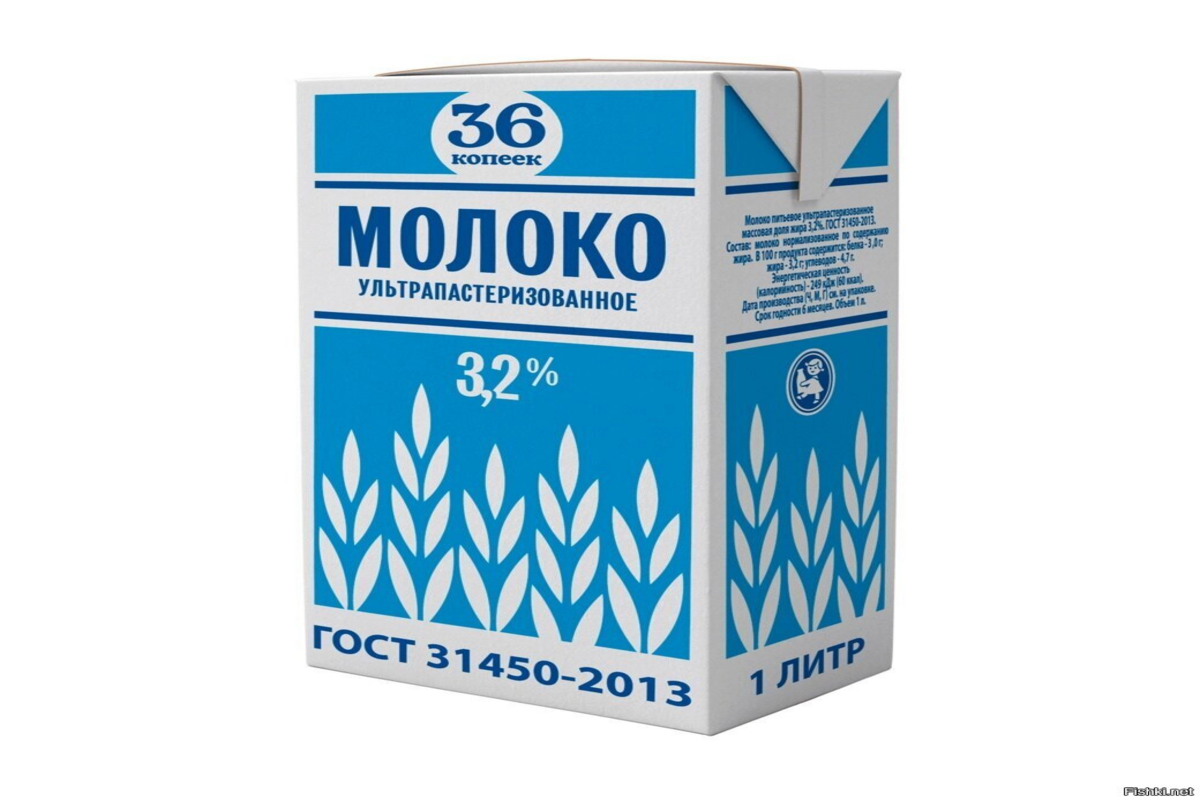 36
копеек
МОЛОКО
УЛЬТРАПАСТЕРИЗОВАННОЕ
3,2%
ГОСТ 31450-2013
Молоко питьевое ультрапастеризованное
массовая доля жира 3,2%. ГОСТ 31450-2013.
Состав: молоко нормализованное по содержанию
жира. В 100 г продукта содержится: белка - 3,0 г;
жира - 3,2 г; углеводов - 4,7 г.
Энергетическая ценность
(калорийность) - 249 кДж (60 ккал).
Дата производства (Ч, М, Г) см. на упаковке.
Срок годности 6 месяцев. Объем 1 л.
1 ЛИТР
Fishki.net